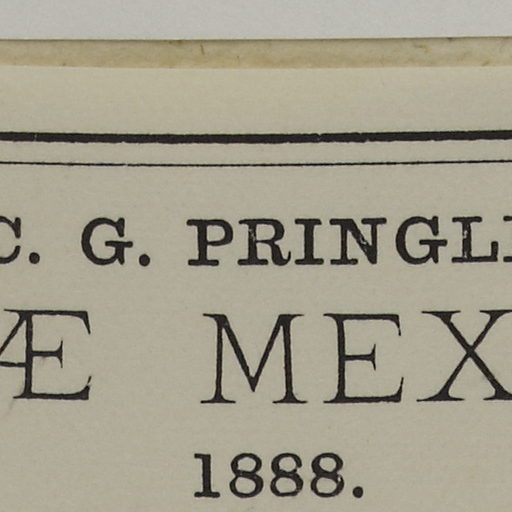 C. G. PRINGL
Æ MEX
1888.